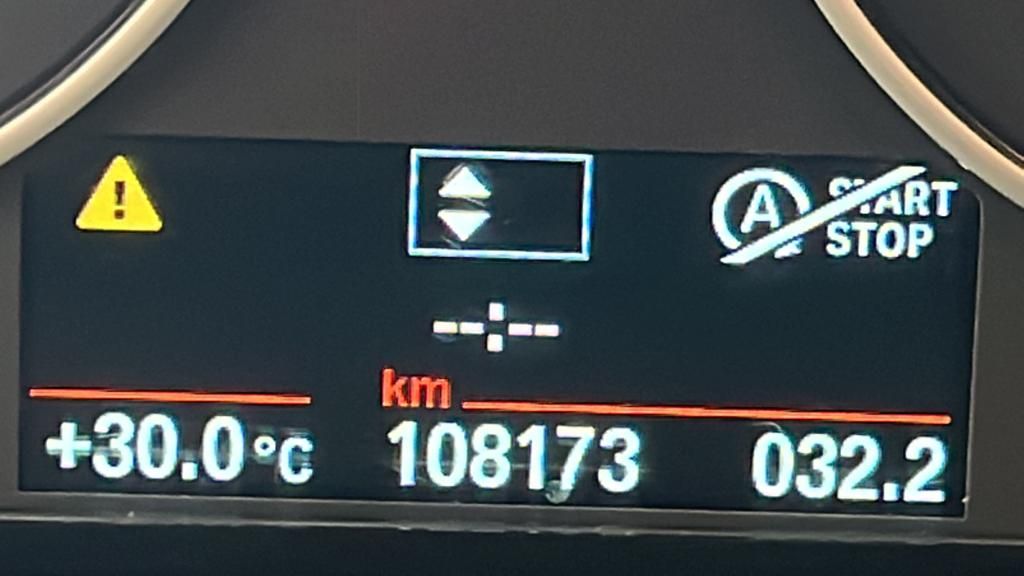 !
A START
STOP
--:--
km
+30.0 °C 108173 032.2